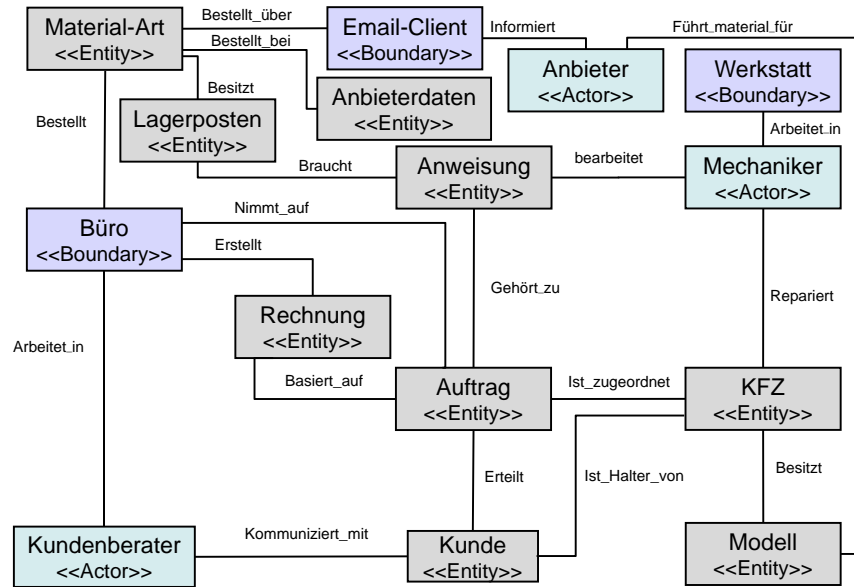 Material-Art
<<Entity>>
Bestellt_über
Email-Client
<<Boundary>>
Informiert
Führt_material_für
Bestellt_bei
Anbieter
<<Actor>>
Werkstatt
<<Boundary>>
Besitzt
Anbieterdaten
<<Entity>>
Bestellt
Lagerposten
<<Entity>>
Arbeitet_in
Braucht
Anweisung
<<Entity>>
bearbeitet
Mechaniker
<<Actor>>
Büro
<<Boundary>>
Nimmt_auf
Erstellt
Gehört_zu
Repariert
Rechnung
<<Entity>>
Arbeitet_in
Basiert_auf
Auftrag
<<Entity>>
Ist_zugeordnet
KFZ
<<Entity>>
Erteilt
Ist_Halter_von
Besitzt
Kundenberater
<<Actor>>
Kommuniziert_mit
Kunde
<<Entity>>
Modell
<<Entity>>